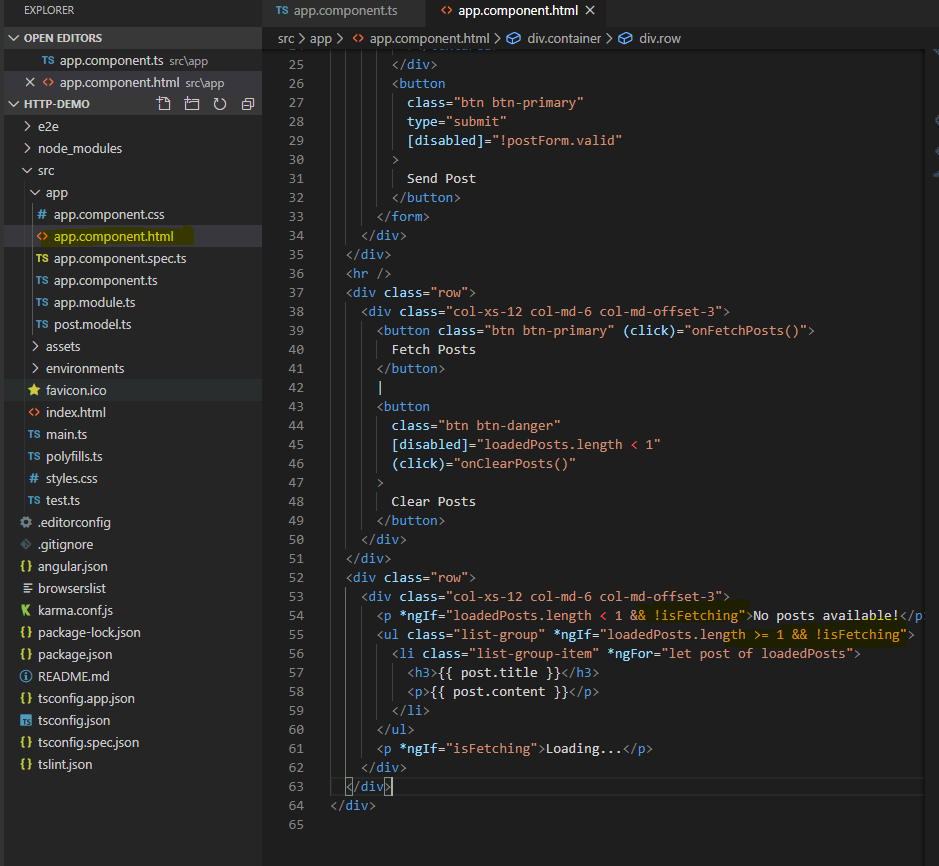 EXPLORER
OPEN EDITORS
TS app.component.ts src\app
<> app.component.html src\app
HTTP-DEMO
e2e
node_modules
src
app
# app.component.css
<> app.component.html
TS app.component.spec.ts
TS app.component.ts
TS app.module.ts
TS post.model.ts
assets
environments
favicon.ico
<> index.html
TS main.ts
TS polyfills.ts
# styles.css
TS test.ts
.editorconfig
.gitignore
{} angular.json
browserslist
K karma.conf.js
{} package-lock.json
{} package.json
README.md
{} tsconfig.app.json
TS tsconfig.json
{} tsconfig.spec.json
{} tslint.json
TS app.component.ts <> app.component.html
src > app > <> app.component.html > div.container > div.row
25 </div>
26 <button
27 class="btn btn-primary"
28 type="submit"
29 [disabled]="!postForm.valid"
30 >
31 Send Post
32 </button>
33 </form>
34 </div>
35 </div>
36 <hr />
37 <div class="row">
38 <div class="col-xs-12 col-md-6 col-md-offset-3">
39 <button class="btn btn-primary" (click)="onFetchPosts()">
40 Fetch Posts
41 </button>
42 |
43 <button
44 class="btn btn-danger"
45 [disabled]="loadedPosts.length < 1"
46 (click)="onClearPosts()"
47 >
48 Clear Posts
49 </button>
50 </div>
51 </div>
52 <div class="row">
53 <div class="col-xs-12 col-md-6 col-md-offset-3">
54 <p *ngIf="loadedPosts.length < 1 && !isFetching">No posts available!</p
55 <ul class="list-group" *ngIf="loadedPosts.length >= 1 && !isFetching">
56 <li class="list-group-item" *ngFor="let post of loadedPosts">
57 <h3>{{ post.title }}</h3>
58 <p>{{ post.content }}</p>
59 </li>
60 </ul>
61 <p *ngIf="isFetching">Loading...</p>
62 </div>
63 </div>
64 </div>
65